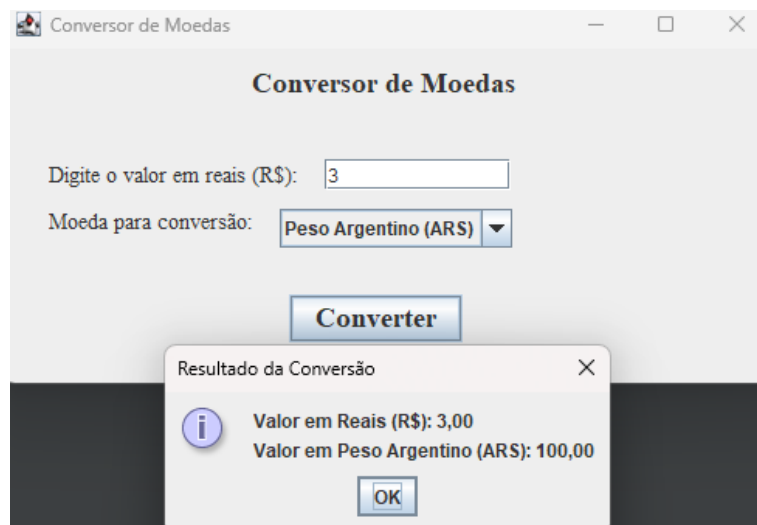 Conversor de Moedas
Conversor de Moedas
Digite o valor em reais (R$): 3
Moeda para conversão: Peso Argentino (ARS)
Converter
Resultado da Conversão
i
Valor em Reais (R$): 3,00
Valor em Peso Argentino (ARS): 100,00
OK